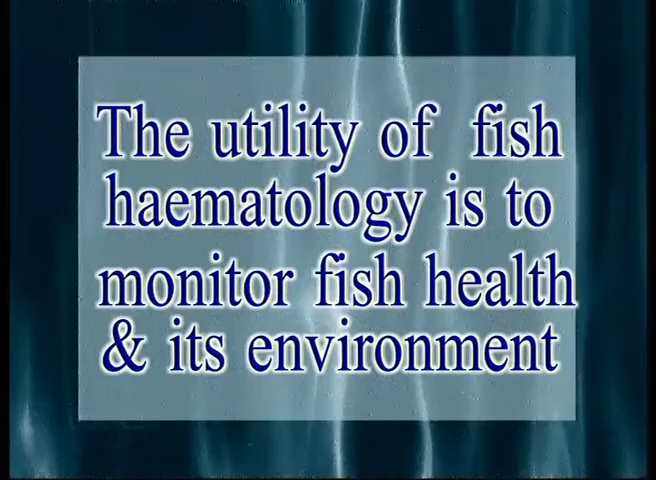 The utility of fish
haematology is to
monitor fish health
& its environment